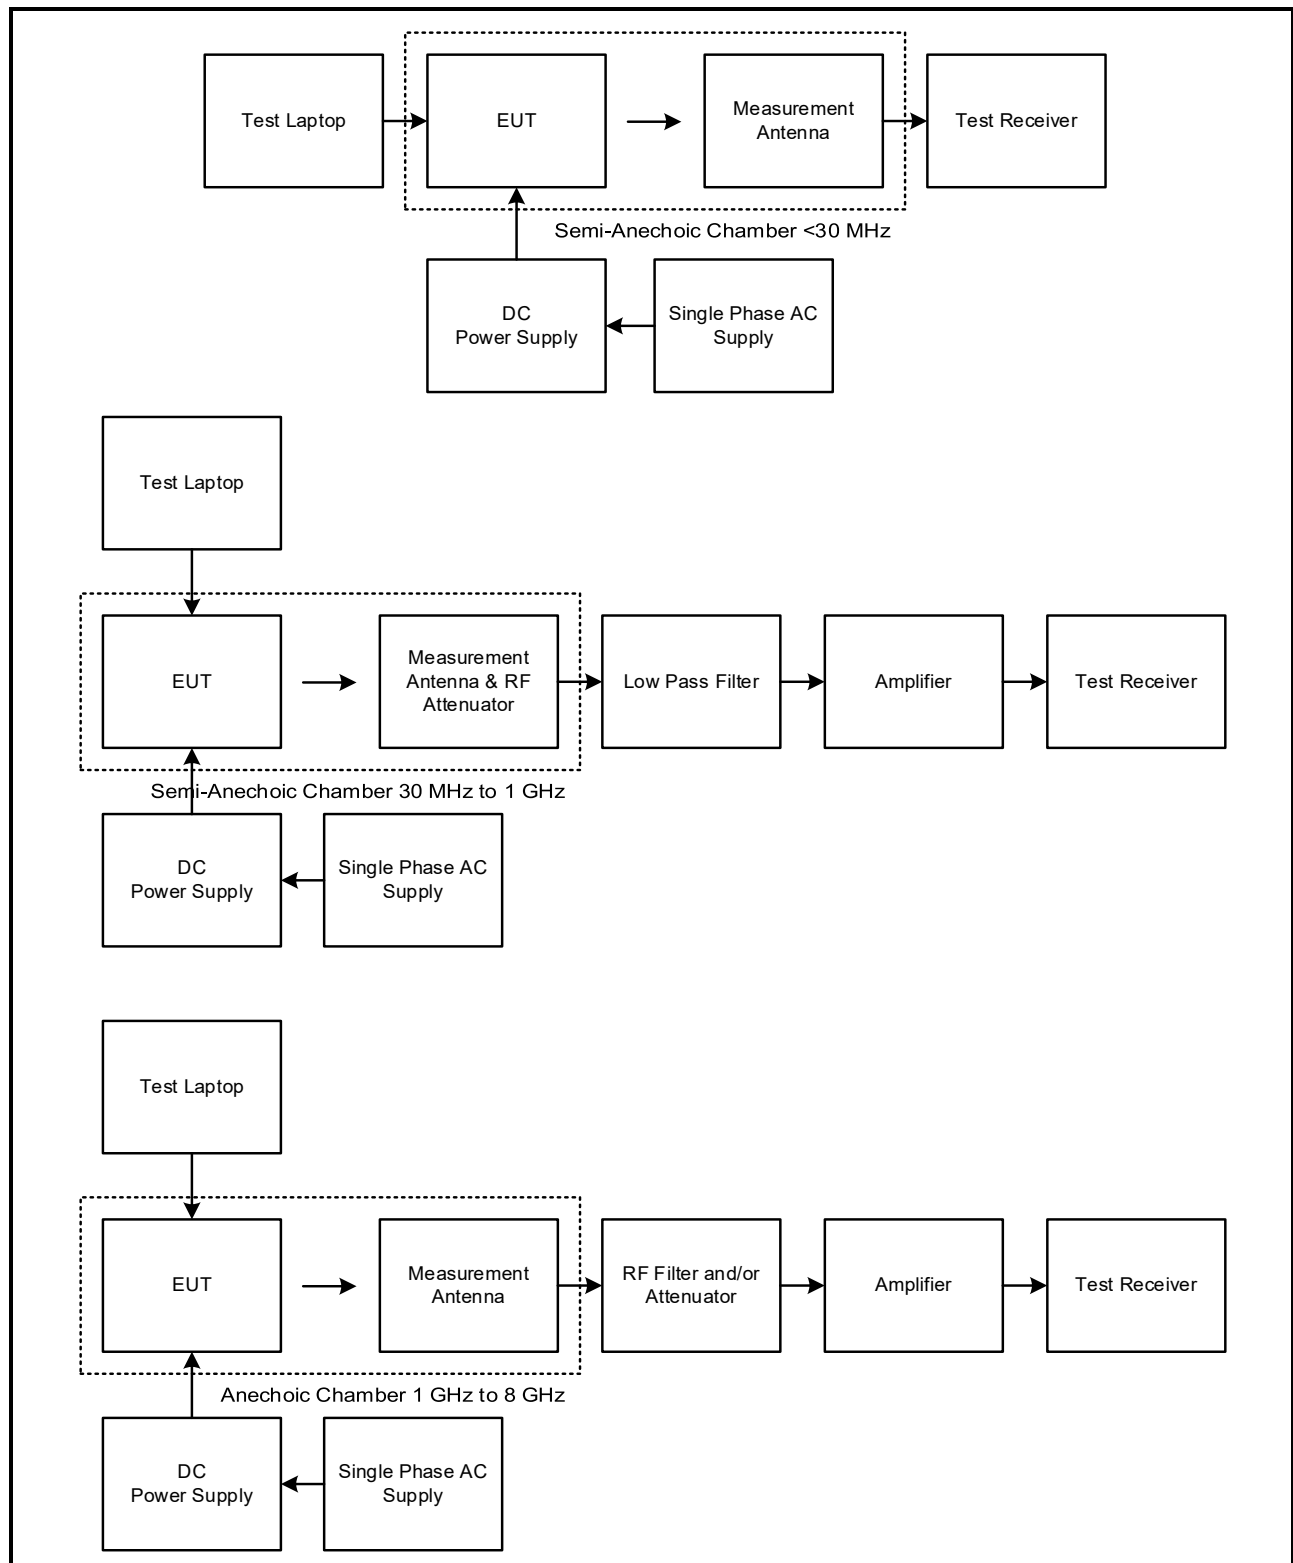 Test Laptop
EUT
Measurement
Antenna
Test Receiver
Semi-Anechoic Chamber <30 MHz
DC
Power Supply
Single Phase AC
Supply
Test Laptop
EUT
Measurement
Antenna & RF
Attenuator
Low Pass Filter
Amplifier
Test Receiver
Semi-Anechoic Chamber 30 MHz to 1 GHz
DC
Power Supply
Single Phase AC
Supply
Test Laptop
EUT
Measurement
Antenna
RF Filter and/or
Attenuator
Amplifier
Test Receiver
Anechoic Chamber 1 GHz to 8 GHz
DC
Power Supply
Single Phase AC
Supply